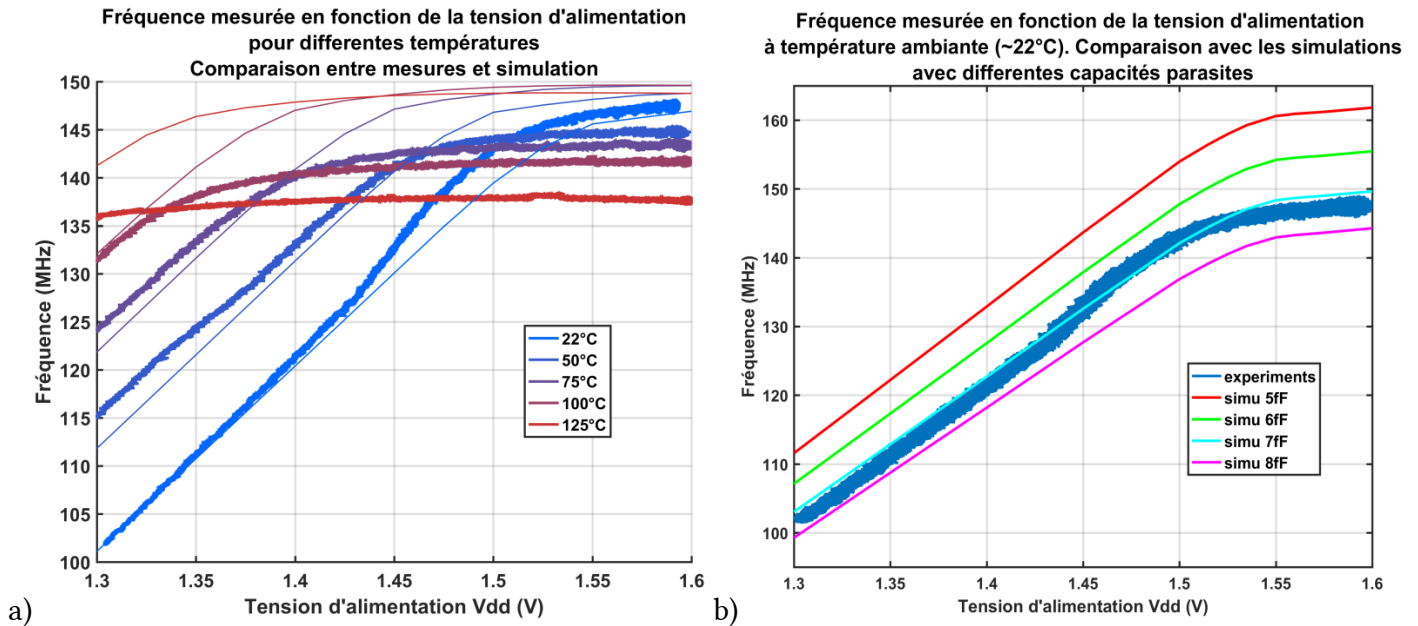 Fréquence mesurée en fonction de la tension d'alimentation
pour differentes températures
Comparaison entre mesures et simulation
Fréquence (MHz)
150
145
140
135
130
125
120
115
110
105
100
1.3
1.35
1.4
1.45
1.5
1.55
1.6
22°C
50°C
75°C
100°C
125°C
Tension d'alimentation Vdd (V)
a)
Fréquence mesurée en fonction de la tension d'alimentation
à température ambiante (~22°C). Comparaison avec les simulations
avec differentes capacités parasites
Fréquence (MHz)
160
150
140
130
120
110
100
1.3
1.35
1.4
1.45
1.5
1.55
1.6
experiments
simu 5fF
simu 6fF
simu 7fF
simu 8fF
Tension d'alimentation Vdd (V)
b)